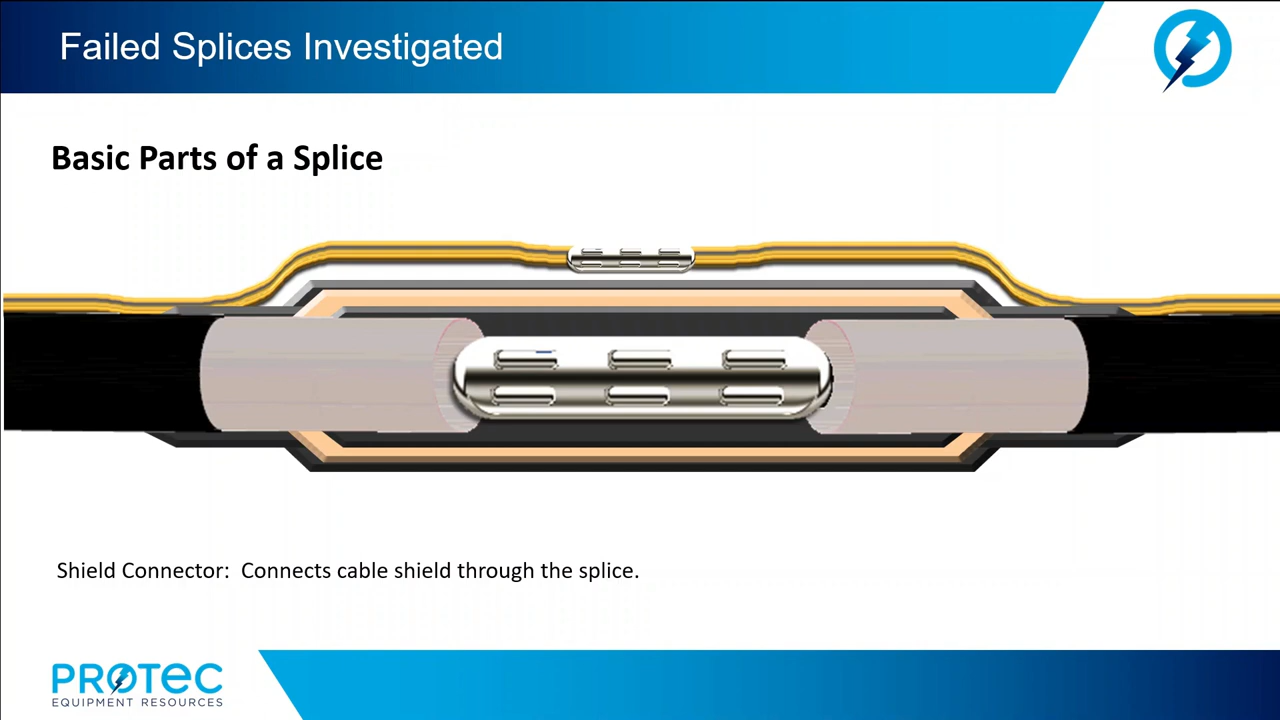 Failed Splices Investigated
Basic Parts of a Splice
Shield Connector:  Connects cable shield through the splice.
PROTEC
EQUIPMENT RESOURCES